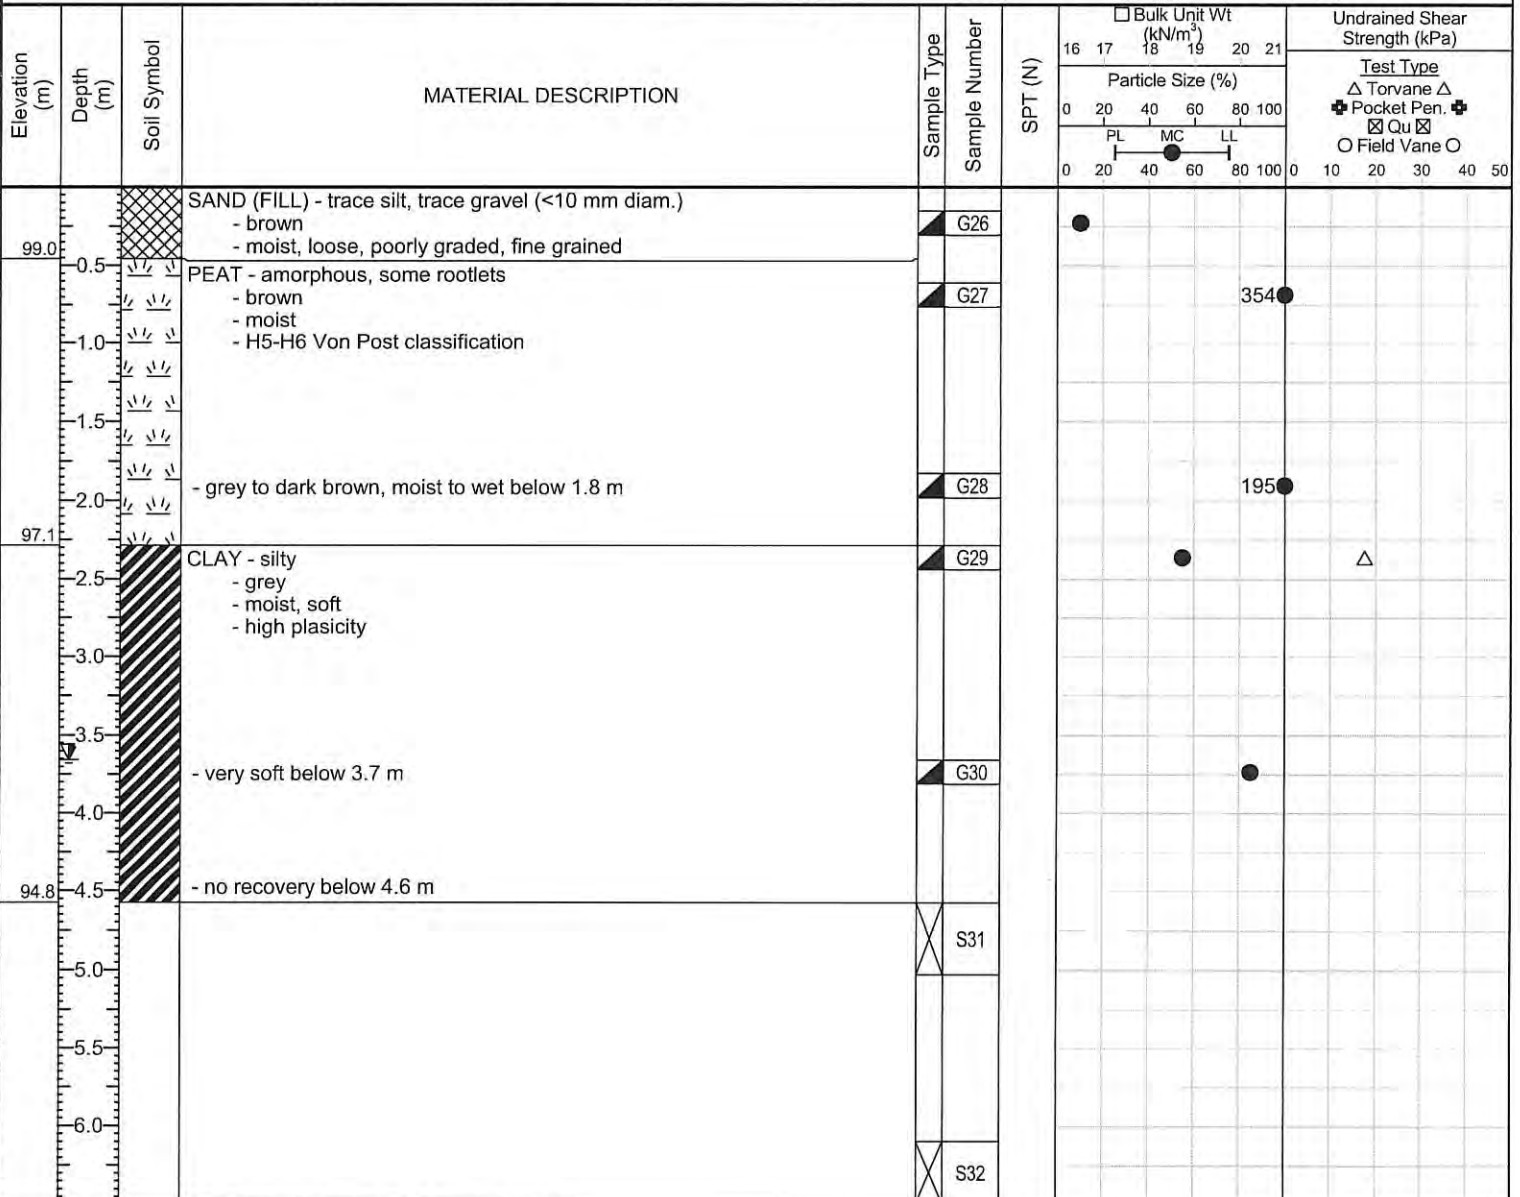 Elevation
(m)
Depth
(m)
Soil Symbol
MATERIAL DESCRIPTION
Sample Type
Sample Number
SPT (N)
Bulk Unit Wt
(kN/m³)
16 17 18 19 20 21
Particle Size (%)
0 20 40 60 80 100
PL MC LL
0 20 40 60 80 100
Undrained Shear
Strength (kPa)
Test Type
△ Torvane △
Pocket Pen.
☒ Qu ☒
○ Field Vane ○
0 10 20 30 40 50
SAND (FILL) - trace silt, trace gravel (<10 mm diam.)
- brown
G26
99.0
- moist, loose, poorly graded, fine grained
0.5
PEAT - amorphous, some rootlets
- brown
G27
354
- moist
1.0
- H5-H6 Von Post classification
1.5
- grey to dark brown, moist to wet below 1.8 m
G28
195
2.0
97.1
CLAY - silty
G29
2.5
- grey
- moist, soft
- high plasicity
3.0
3.5
- very soft below 3.7 m
G30
4.0
94.8
4.5
- no recovery below 4.6 m
S31
5.0
5.5
6.0
S32